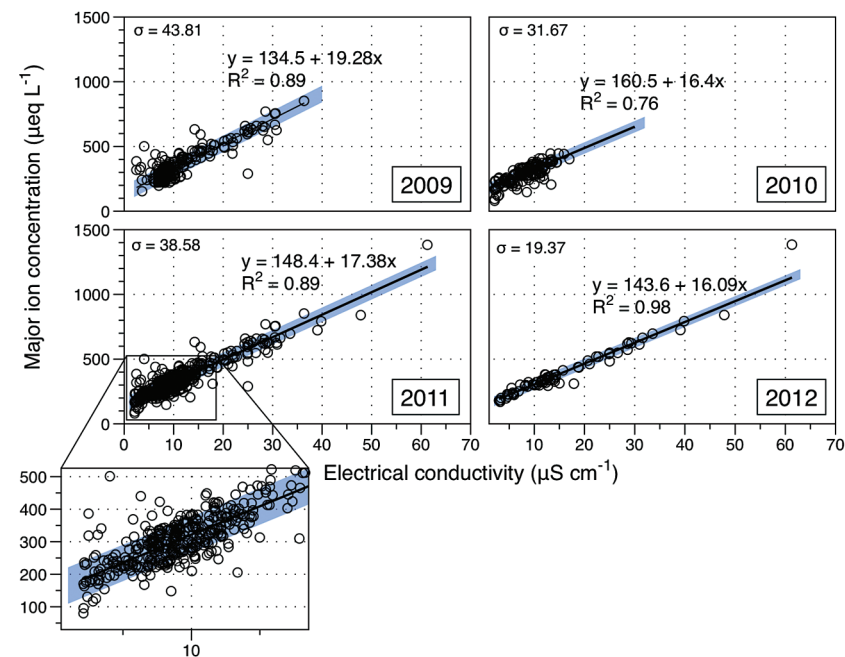 Major ion concentration (µeq L⁻¹)
1500
1000
500
0
σ = 43.81
y = 134.5 + 19.28x
R² = 0.89
2009
σ = 31.67
y = 160.5 + 16.4x
R² = 0.76
2010
1500
1000
500
0
σ = 38.58
y = 148.4 + 17.38x
R² = 0.89
2011
σ = 19.37
y = 143.6 + 16.09x
R² = 0.98
2012
0 10 20 30 40 50 60 70
10 20 30 40 50 60 70
Electrical conductivity (µS cm⁻¹)
500
400
300
200
100
10